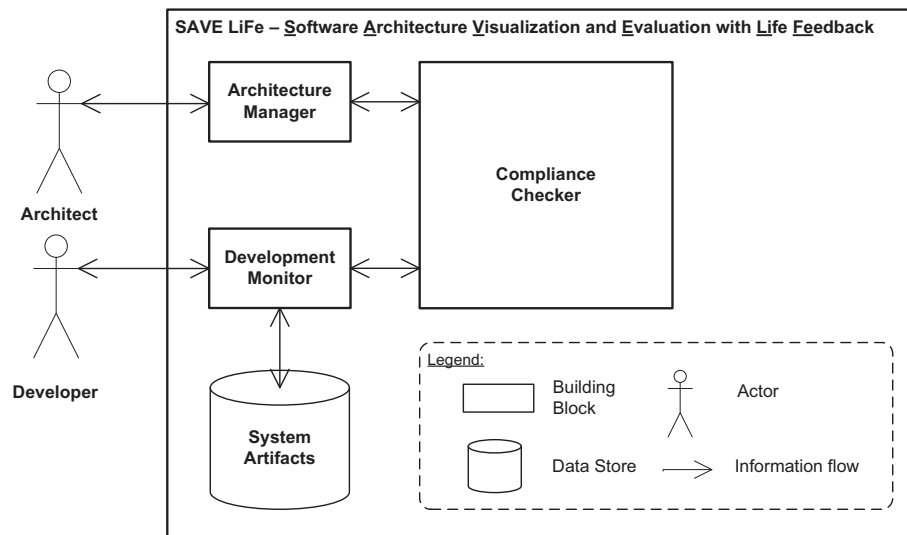 SAVE LiFe – Software Architecture Visualization and Evaluation with Life Feedback
Architecture
Manager
Compliance
Checker
Architect
Development
Monitor
Developer
System
Artifacts
Legend:
Building
Block
Actor
Data Store
Information flow